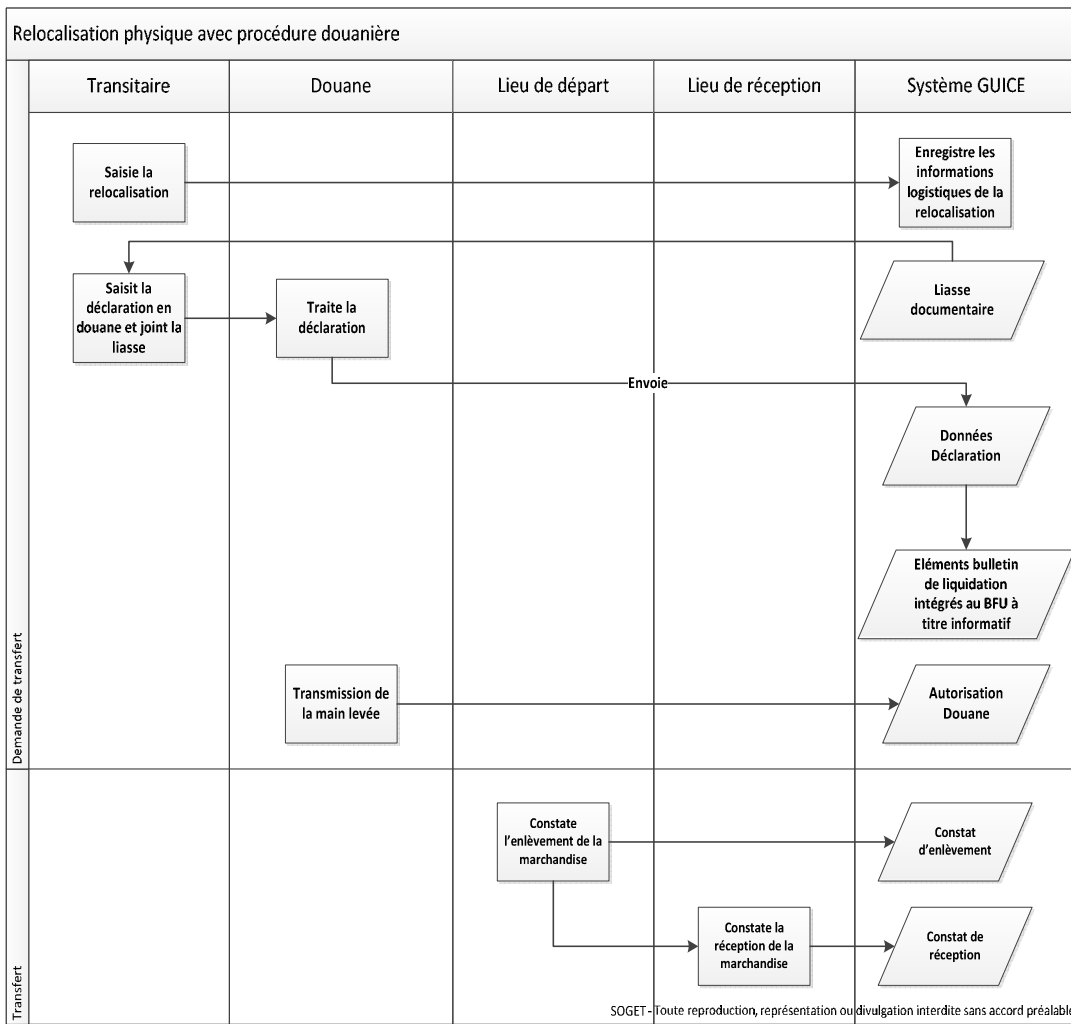 Relocalisation physique avec procédure douanière
Transitaire
Douane
Lieu de départ
Lieu de réception
Système GUICE
Saisie la
relocalisation
Enregistre les
informations
logistiques de la
relocalisation
Saisit la
déclaration en
douane et joint la
liasse
Traite la
déclaration
Liasse
documentaire
Envoie
Données
Déclaration
Eléments bulletin
de liquidation
intégrés au BFU à
titre informatif
Transmission de
la main levée
Autorisation
Douane
Demande de transfert
Constate
l'enlèvement de la
marchandise
Constat
d'enlèvement
Constate la
réception de la
marchandise
Constat de
réception
Transfert
SOGET - Toute reproduction, représentation ou divulgation interdite sans accord préalable